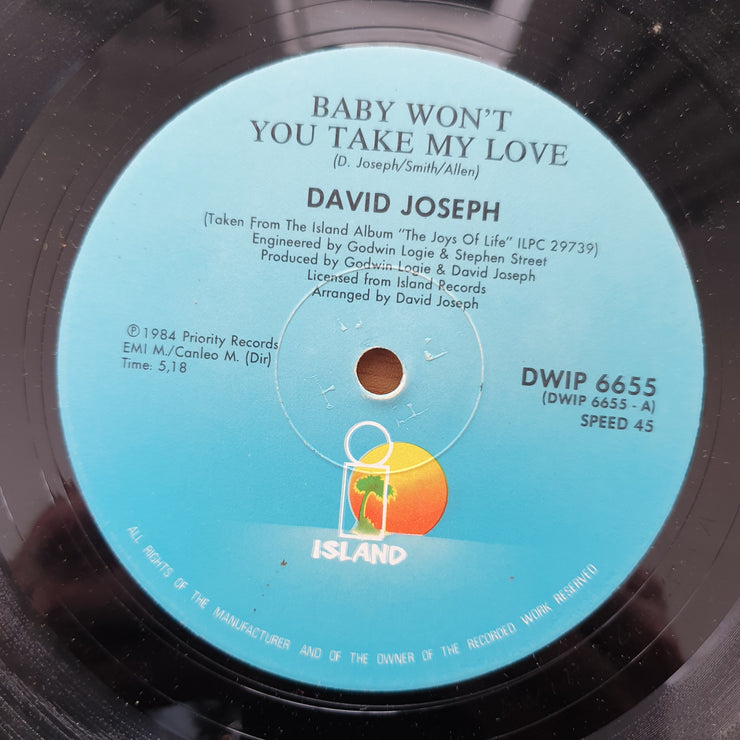 BABY WON'T
YOU TAKE MY LOVE
(D. Joseph/Smith/Allen)
DAVID JOSEPH
(Taken From The Island Album "The Joys Of Life" ILPC 29739)
Engineered by Godwin Logie & Stephen Street
Produced by Godwin Logie & David Joseph
Licensed from Island Records
Arranged by David Joseph
℗ 1984 Priority Records
EMI M./Canleo M. (Dir)
Time: 5,18
DWIP 6655
(DWIP 6655 - A)
SPEED 45
ISLAND
ALL RIGHTS OF THE MANUFACTURER AND OF THE OWNER OF THE RECORDED WORK RESERVED